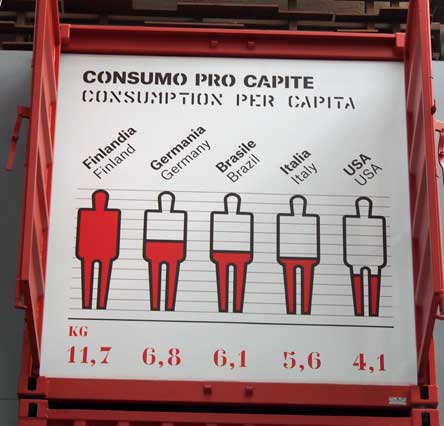 CONSUMO PRO CAPITE
CONSUMPTION PER CAPITA
Finlandia
Finland
Germania
Germany
Brasile
Brazil
Italia
Italy
USA
USA
KG
11,7 6,8 6,1 5,6 4,1